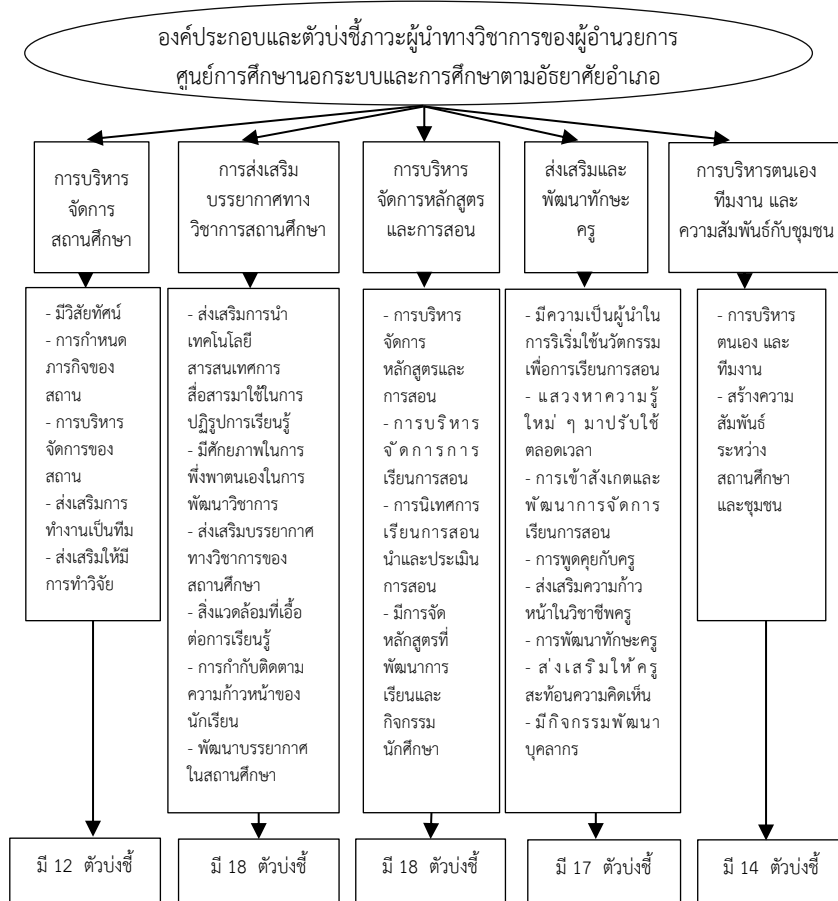 องค์ประกอบและตัวบ่งชี้ภาวะผู้นำทางวิชาการของผู้อำนวยการ
ศูนย์การศึกษานอกระบบและการศึกษาตามอัธยาศัยอำเภอ
การบริหาร
จัดการ
สถานศึกษา
การส่งเสริม
บรรยากาศทาง
วิชาการสถานศึกษา
การบริหาร
จัดการหลักสูตร
และการสอน
ส่งเสริมและ
พัฒนาทักษะ
ครู
การบริหารตนเอง
ทีมงาน และ
ความสัมพันธ์กับชุมชน
- มีวิสัยทัศน์
- การกำหนด
ภารกิจของ
สถาน
- การบริหาร
จัดการของ
สถาน
- ส่งเสริมการ
ทำงานเป็นทีม
- ส่งเสริมให้มี
การทำวิจัย
- ส่งเสริมการนำ
เทคโนโลยี
สารสนเทศการ
สื่อสารมาใช้ในการ
ปฏิรูปการเรียนรู้
- มีศักยภาพในการ
พึ่งพาตนเองในการ
พัฒนาวิชาการ
- ส่งเสริมบรรยากาศ
ทางวิชาการของ
สถานศึกษา
- สิ่งแวดล้อมที่เอื้อ
ต่อการเรียนรู้
- การกำกับติดตาม
ความก้าวหน้าของ
นักเรียน
- พัฒนาบรรยากาศ
ในสถานศึกษา
- การบริหาร
จัดการ
หลักสูตรและ
การสอน
- การบริหาร
จัดการการ
เรียนการสอน
- การนิเทศการ
เรียนการสอน
นำและประเมิน
การสอน
- มีการจัด
หลักสูตรที่
พัฒนาการ
เรียนและ
กิจกรรม
นักศึกษา
- มีความเป็นผู้นำใน
การริเริ่มใช้นวัตกรรม
เพื่อการเรียนการสอน
- แสวงหาความรู้
ใหม่ ๆ มาปรับใช้
ตลอดเวลา
- การเข้าสังเกตและ
พัฒนาการจัดการ
เรียนการสอน
- การพูดคุยกับครู
- ส่งเสริมความก้าว
หน้าในวิชาชีพครู
- การพัฒนาทักษะครู
- ส่งเสริมให้ครู
สะท้อนความคิดเห็น
- มีกิจกรรมพัฒนา
บุคลากร
- การบริหาร
ตนเอง และ
ทีมงาน
- สร้างความ
สัมพันธ์
ระหว่าง
สถานศึกษา
และชุมชน
มี 12 ตัวบ่งชี้
มี 18 ตัวบ่งชี้
มี 18 ตัวบ่งชี้
มี 17 ตัวบ่งชี้
มี 14 ตัวบ่งชี้